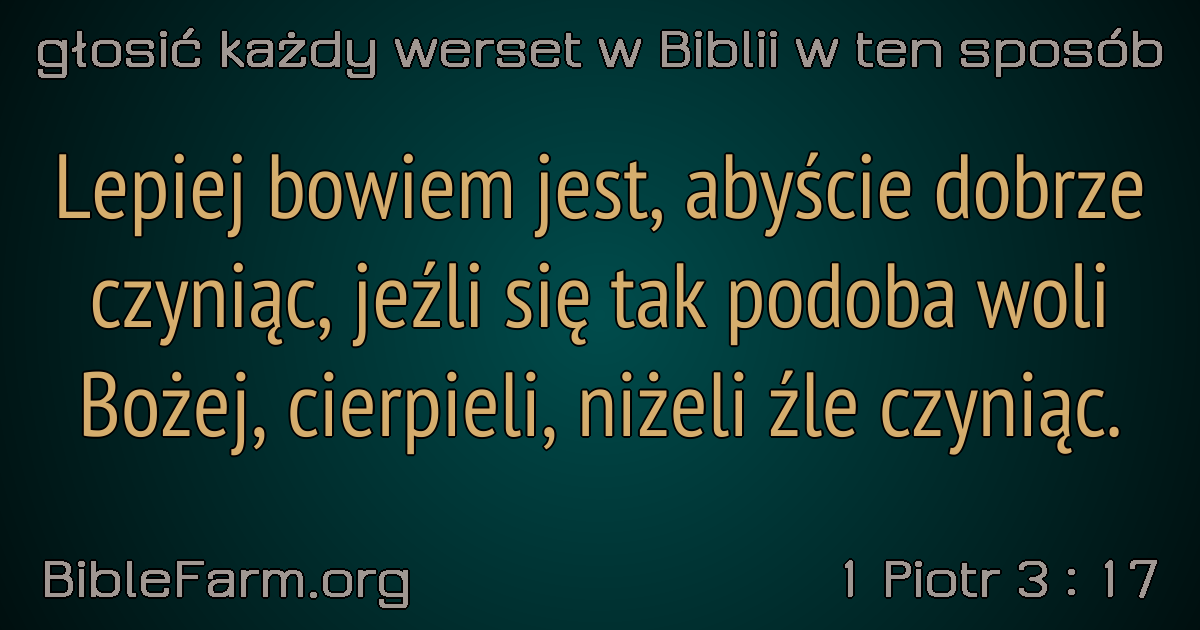 głosić każdy werset w Biblii w ten sposób
Lepiej bowiem jest, abyście dobrze
czyniąc, jeźli się tak podoba woli
Bożej, cierpieli, niżeli źle czyniąc.
BibleFarm.org
1 Piotr 3 : 17